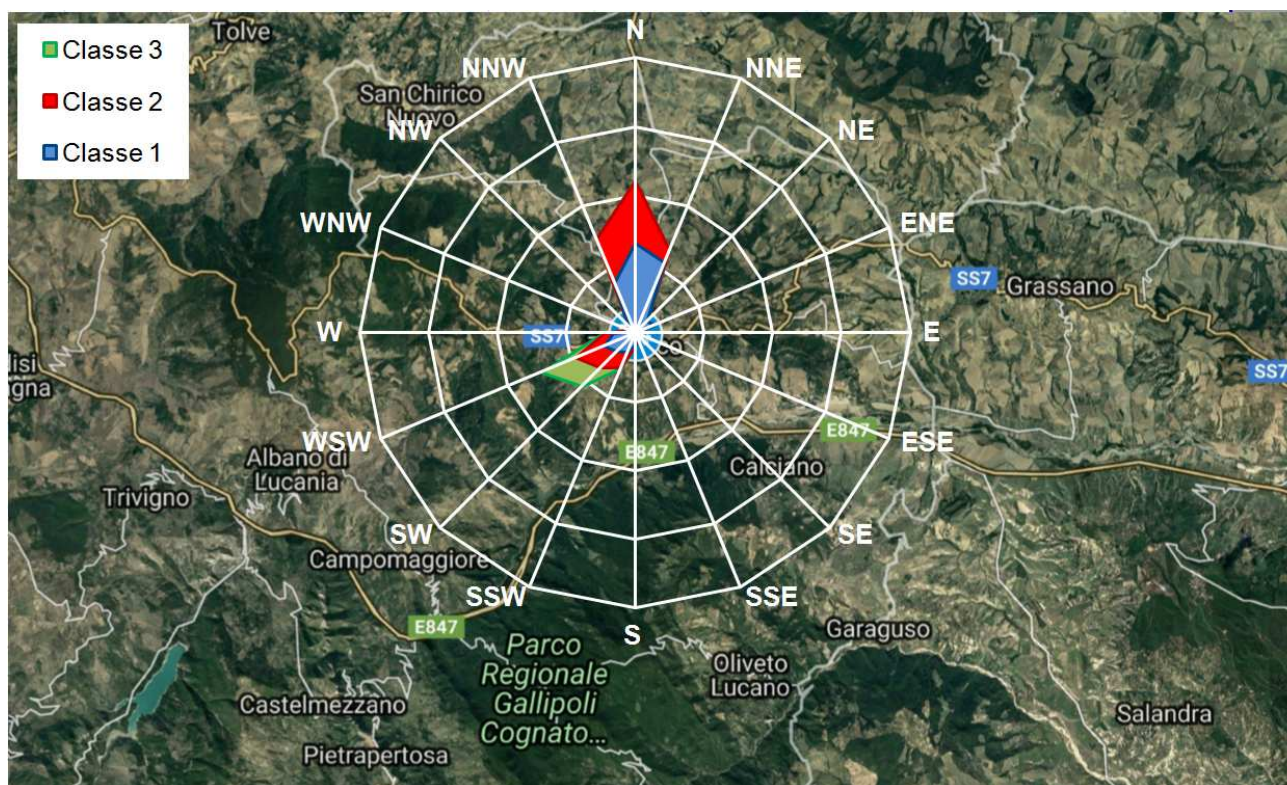 Classe 3
Classe 2
Classe 1
Tolve
N
NNW
NNE
San Chirico
Nuovo
NW
NE
WNW
ENE
SS7
Grassano
W
SS7
E
SS7
WSW
E847
ESE
E847
Albano di
Lucania
Calciano
Trivigno
SW
SE
Campomaggiore
SSW
SSE
E847
S
Garaguso
Parco
Regionale
Gallipoli
Cognato...
Oliveto
Lucano
Castelmezzano
Salandra
Pietrapertosa